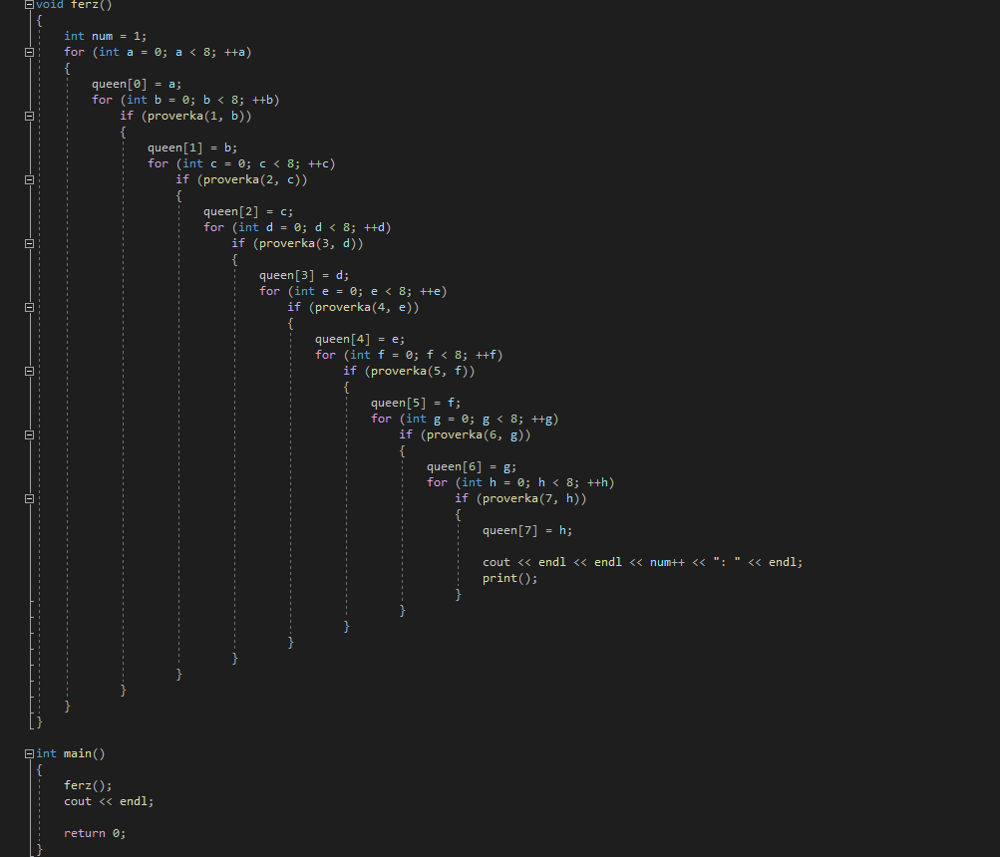 void ferz()
{
    int num = 1;
    for (int a = 0; a < 8; ++a)
    {
        queen[0] = a;
        for (int b = 0; b < 8; ++b)
            if (proverka(1, b))
            {
                queen[1] = b;
                for (int c = 0; c < 8; ++c)
                    if (proverka(2, c))
                    {
                        queen[2] = c;
                        for (int d = 0; d < 8; ++d)
                            if (proverka(3, d))
                            {
                                queen[3] = d;
                                for (int e = 0; e < 8; ++e)
                                    if (proverka(4, e))
                                    {
                                        queen[4] = e;
                                        for (int f = 0; f < 8; ++f)
                                            if (proverka(5, f))
                                            {
                                                queen[5] = f;
                                                for (int g = 0; g < 8; ++g)
                                                    if (proverka(6, g))
                                                    {
                                                        queen[6] = g;
                                                        for (int h = 0; h < 8; ++h)
                                                            if (proverka(7, h))
                                                            {
                                                                queen[7] = h;

                                                                cout << endl << endl << num++ << ": " << endl;
                                                                print();
                                                            }
                                                    }
                                            }
                                    }
                            }
                    }
            }
    }
}

int main()
{
    ferz();
    cout << endl;

    return 0;
}